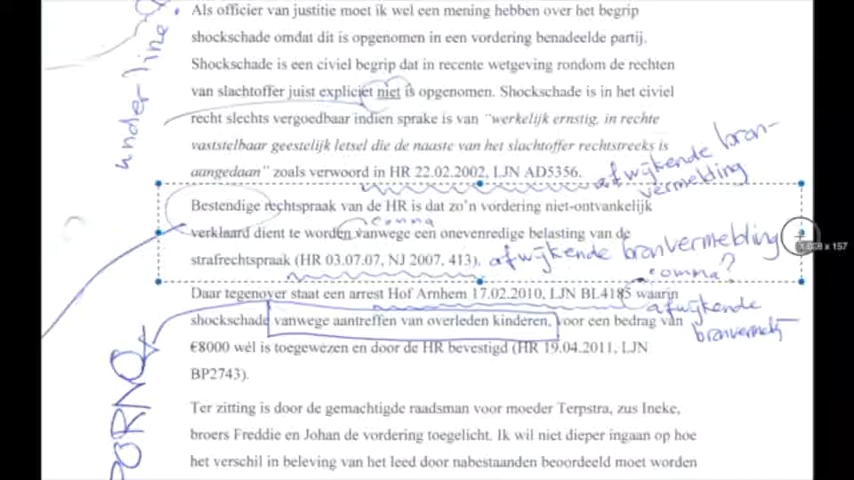 Als officier van justitie moet ik wel een mening hebben over het begrip
shockschade omdat dit is opgenomen in een vordering benadeelde partij.
Shockschade is een civiel begrip dat in recente wetgeving rondom de rechten
van slachtoffer juist expliciet niet is opgenomen. Shockschade is in het civiel
under line
recht slechts vergoedbaar indien sprake is van "werkelijk ernstig, in rechte
vaststelbaar geestelijk letsel die de naaste van het slachtoffer rechtstreeks is
aangedaan" zoals verwoord in HR 22.02.2002, LJN AD5356.
afwijkende bron-
vermelding
Bestendige rechtspraak van de HR is dat zo'n vordering niet-ontvankelijk
comma
verklaard dient te worden vanwege een onevenredige belasting van de
strafrechtspraak (HR 03.07.07, NJ 2007, 413).
afwijkende bronvermelding
x 157
comma?
Daar tegenover staat een arrest Hof Arnhem 17.02.2010, LJN BL4185 waarin
afwijkende
bronvermeld
shockschade vanwege aantreffen van overleden kinderen, voor een bedrag van
€8000 wèl is toegewezen en door de HR bevestigd (HR 19.04.2011, LJN
BP2743).
PORNO
Ter zitting is door de gemachtigde raadsman voor moeder Terpstra, zus Ineke,
broers Freddie en Johan de vordering toegelicht. Ik wil niet dieper ingaan op hoe
het verschil in beleving van het leed door nabestaanden beoordeeld moet worden